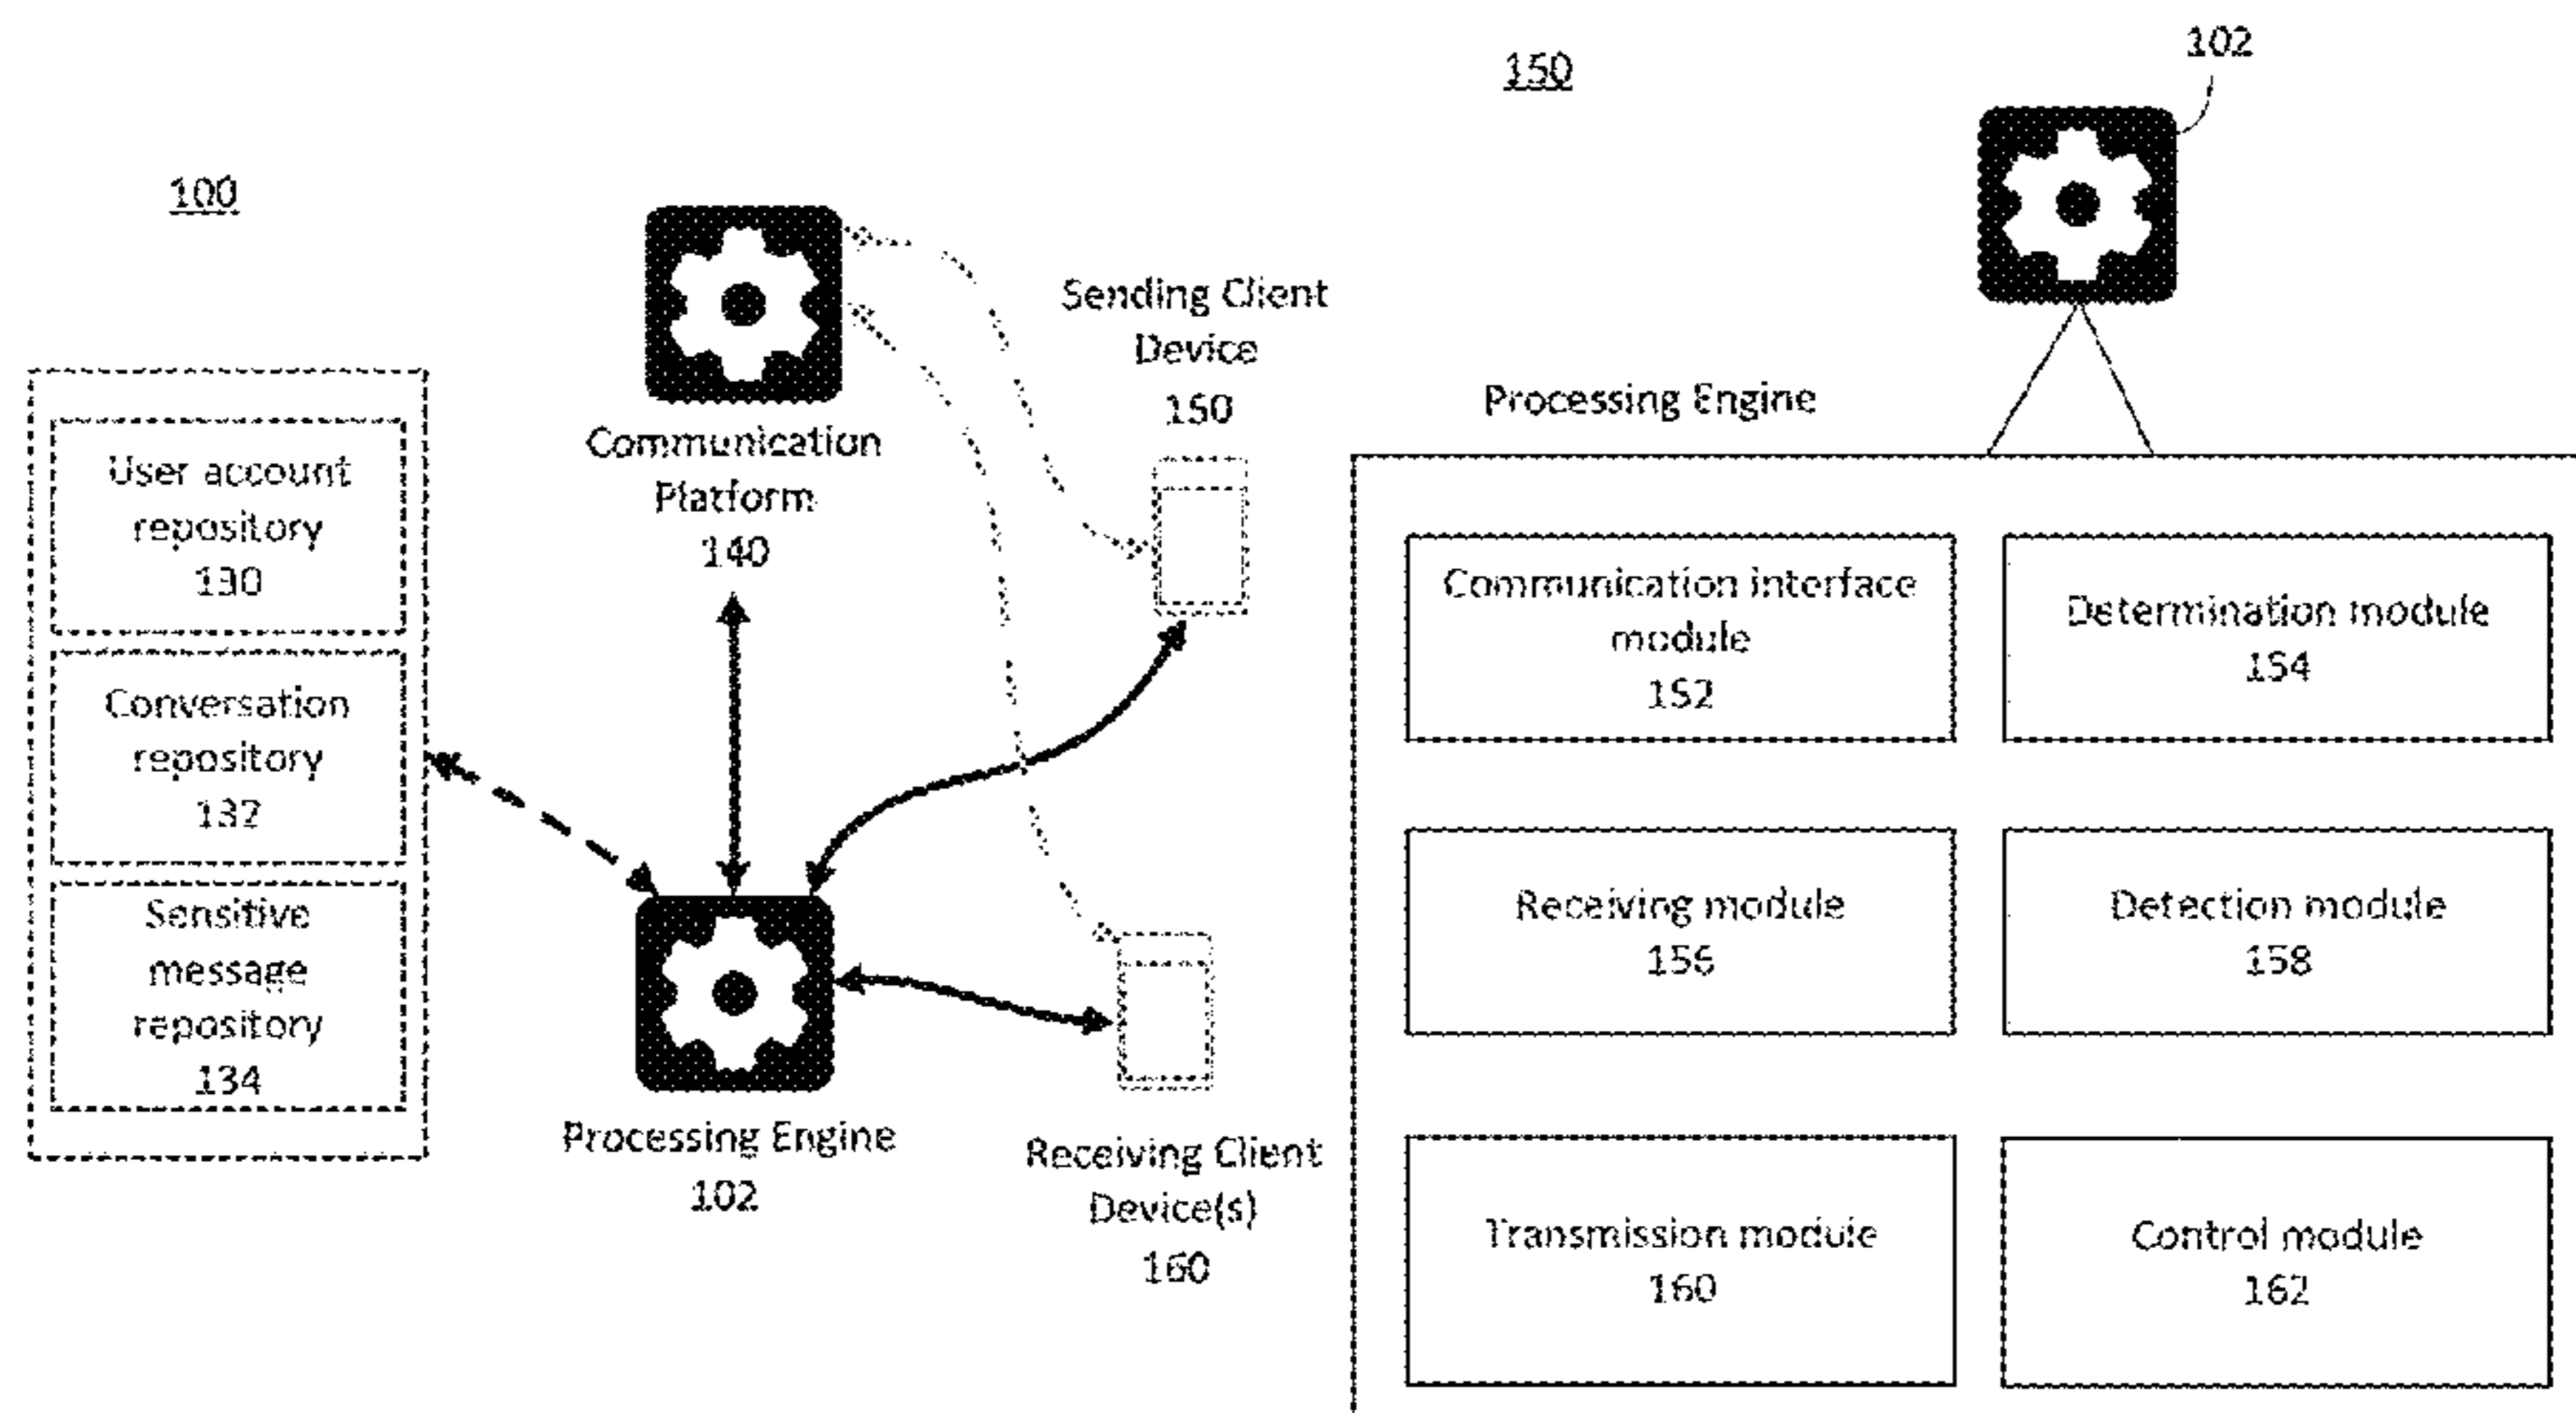 100
User account
repository
130
Conversation
repository
132
Sensitive
message
repository
134
Communication
Platform
140
Sending Client
Device
150
Processing Engine
102
Receiving Client
Device(s)
160
150
102
Processing Engine
Communication interface
module
152
Determination module
154
Receiving module
156
Detection module
158
Transmission module
160
Control module
162